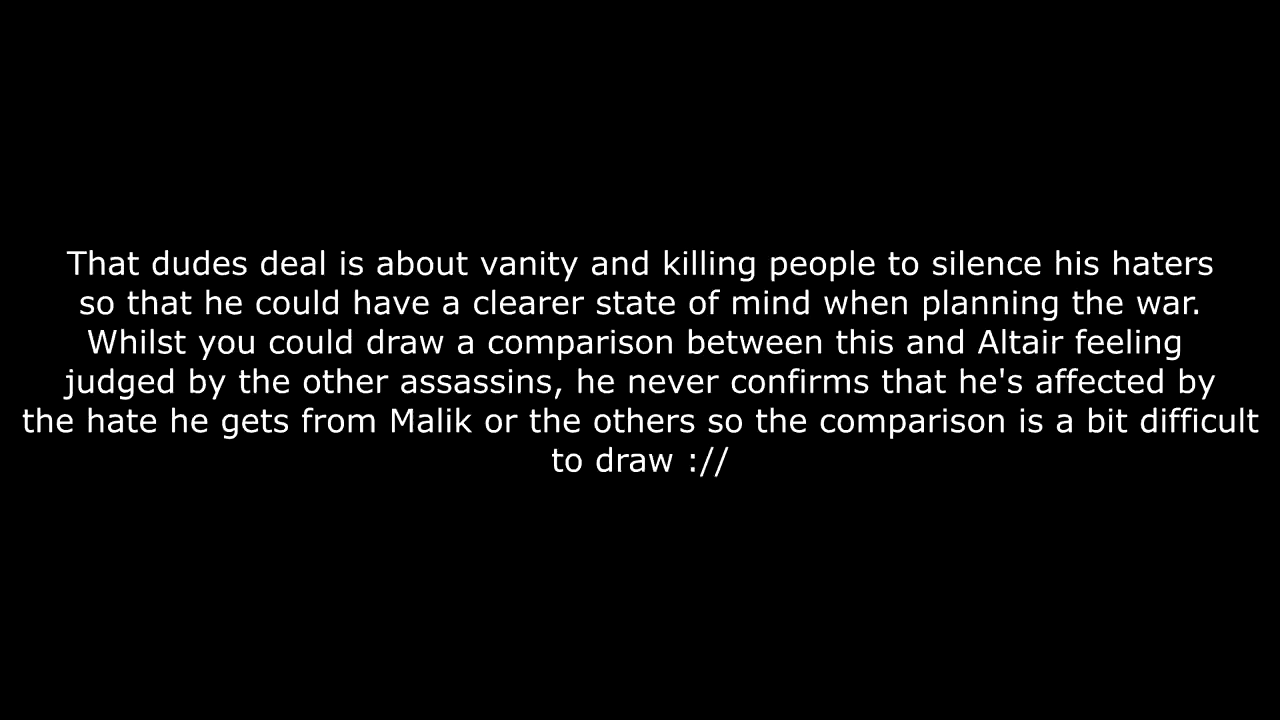 That dudes deal is about vanity and killing people to silence his haters
so that he could have a clearer state of mind when planning the war.
Whilst you could draw a comparison between this and Altair feeling
judged by the other assassins, he never confirms that he's affected by
the hate he gets from Malik or the others so the comparison is a bit difficult
to draw ://